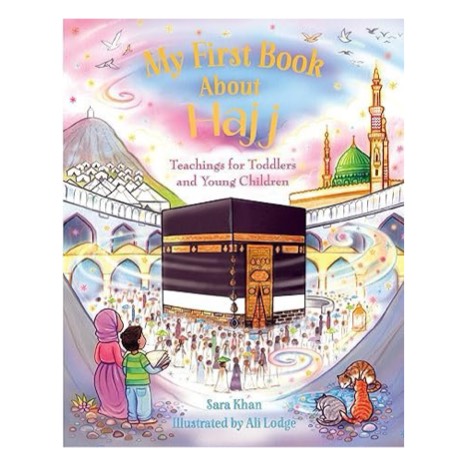 My First Book
About
Hajj
Teachings for Toddlers
and Young Children
Sara Khan
Illustrated by Ali Lodge